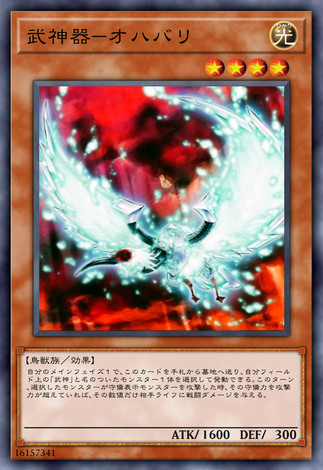 武神器－オハバリ
光
【鳥獣族／効果】
自分のメインフェイズ１で、このカードを手札から墓地へ送り、自分フィール
ド上の「武神」と名のついたモンスター１体を選択して発動できる。このターン、
選択したモンスターが守備表示モンスターを攻撃した時、その守備力を攻撃
力が超えていれば、その数値だけ相手ライフに戦闘ダメージを与える。
ATK/ 1600 DEF/ 300
16157341